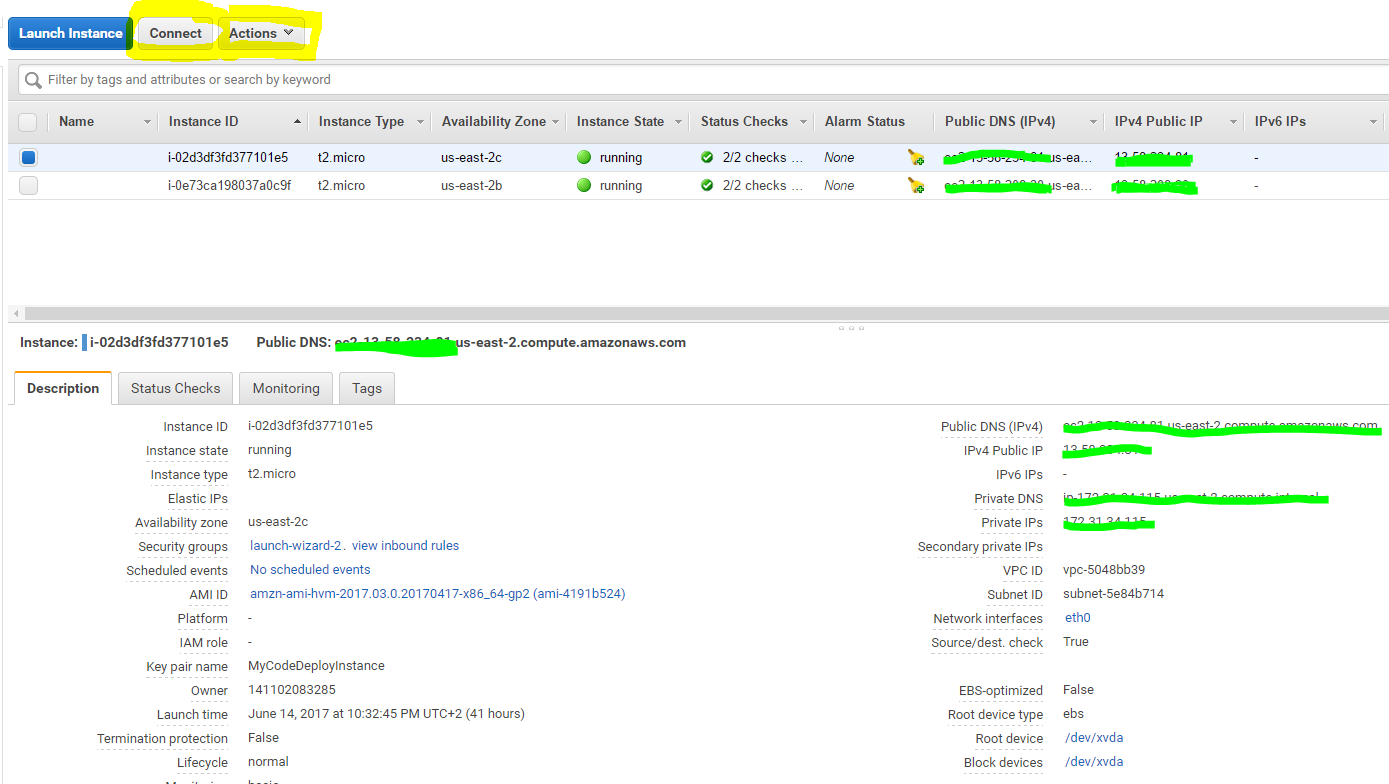 Launch Instance Connect Actions
Filter by tags and attributes or search by keyword
Name Instance ID Instance Type Availability Zone Instance State Status Checks Alarm Status Public DNS (IPv4) IPv4 Public IP IPv6 IPs
i-02d3df3fd377101e5 t2.micro us-east-2c running 2/2 checks ... None us-ea... -
i-0e73ca198037a0c9f t2.micro us-east-2b running 2/2 checks ... None us-ea... -
Instance: i-02d3df3fd377101e5 Public DNS: us-east-2.compute.amazonaws.com
Description Status Checks Monitoring Tags
Instance ID i-02d3df3fd377101e5 Public DNS (IPv4) us-east-2.compute.amazonaws.com
Instance state running IPv4 Public IP
Instance type t2.micro IPv6 IPs -
Elastic IPs Private DNS
Availability zone us-east-2c Private IPs
Security groups launch-wizard-2. view inbound rules Secondary private IPs
Scheduled events No scheduled events VPC ID vpc-5048bb39
AMI ID amzn-ami-hvm-2017.03.0.20170417-x86_64-gp2 (ami-4191b524) Subnet ID subnet-5e84b714
Platform - Network interfaces eth0
IAM role - Source/dest. check True
Key pair name MyCodeDeployInstance
Owner 141102083285 EBS-optimized False
Launch time June 14, 2017 at 10:32:45 PM UTC+2 (41 hours) Root device type ebs
Termination protection False Root device /dev/xvda
Lifecycle normal Block devices /dev/xvda